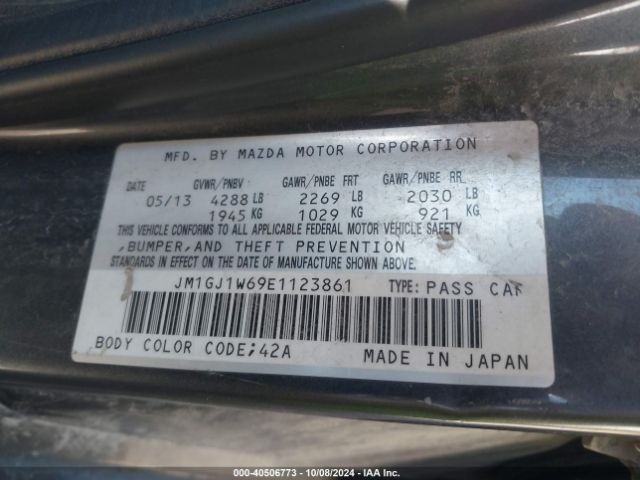 MFD. BY MAZDA MOTOR CORPORATION
DATE GVWR/PNBV GAWR/PNBE FRT GAWR/PNBE RR
05/13 4288 LB 2269 LB 2030 LB
1945 KG 1029 KG 921 KG
THIS VEHICLE CONFORMS TO ALL APPLICABLE FEDERAL MOTOR VEHICLE SAFETY
,BUMPER,AND THEFT PREVENTION
STANDARDS IN EFFECT ON THE DATE OF MANUFACTURE SHOWN ABOVE.
JM1GJ1W69E1123861 TYPE: PASS CAR
BODY COLOR CODE;42A MADE IN JAPAN
000-40506773 - 10/08/2024 - IAA Inc.